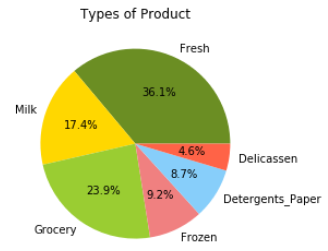 Types of Product
Fresh
36.1%
Milk
17.4%
4.6%
Delicassen
8.7%
Detergents_Paper
23.9%
9.2%
Grocery
Frozen